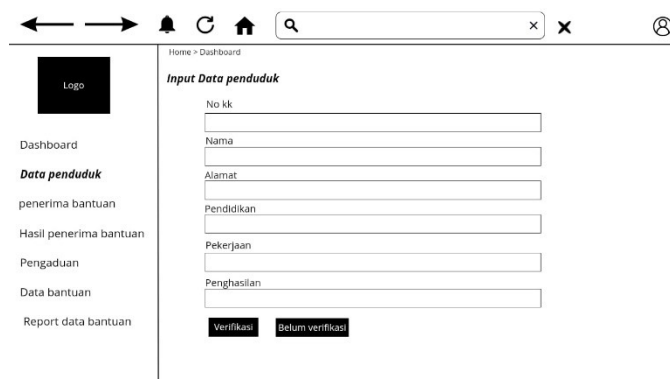 Home > Dashboard
Logo
Input Data penduduk
No kk
Nama
Alamat
Pendidikan
Pekerjaan
Penghasilan
Verifikasi
Belum verifikasi
Dashboard
Data penduduk
penerima bantuan
Hasil penerima bantuan
Pengaduan
Data bantuan
Report data bantuan